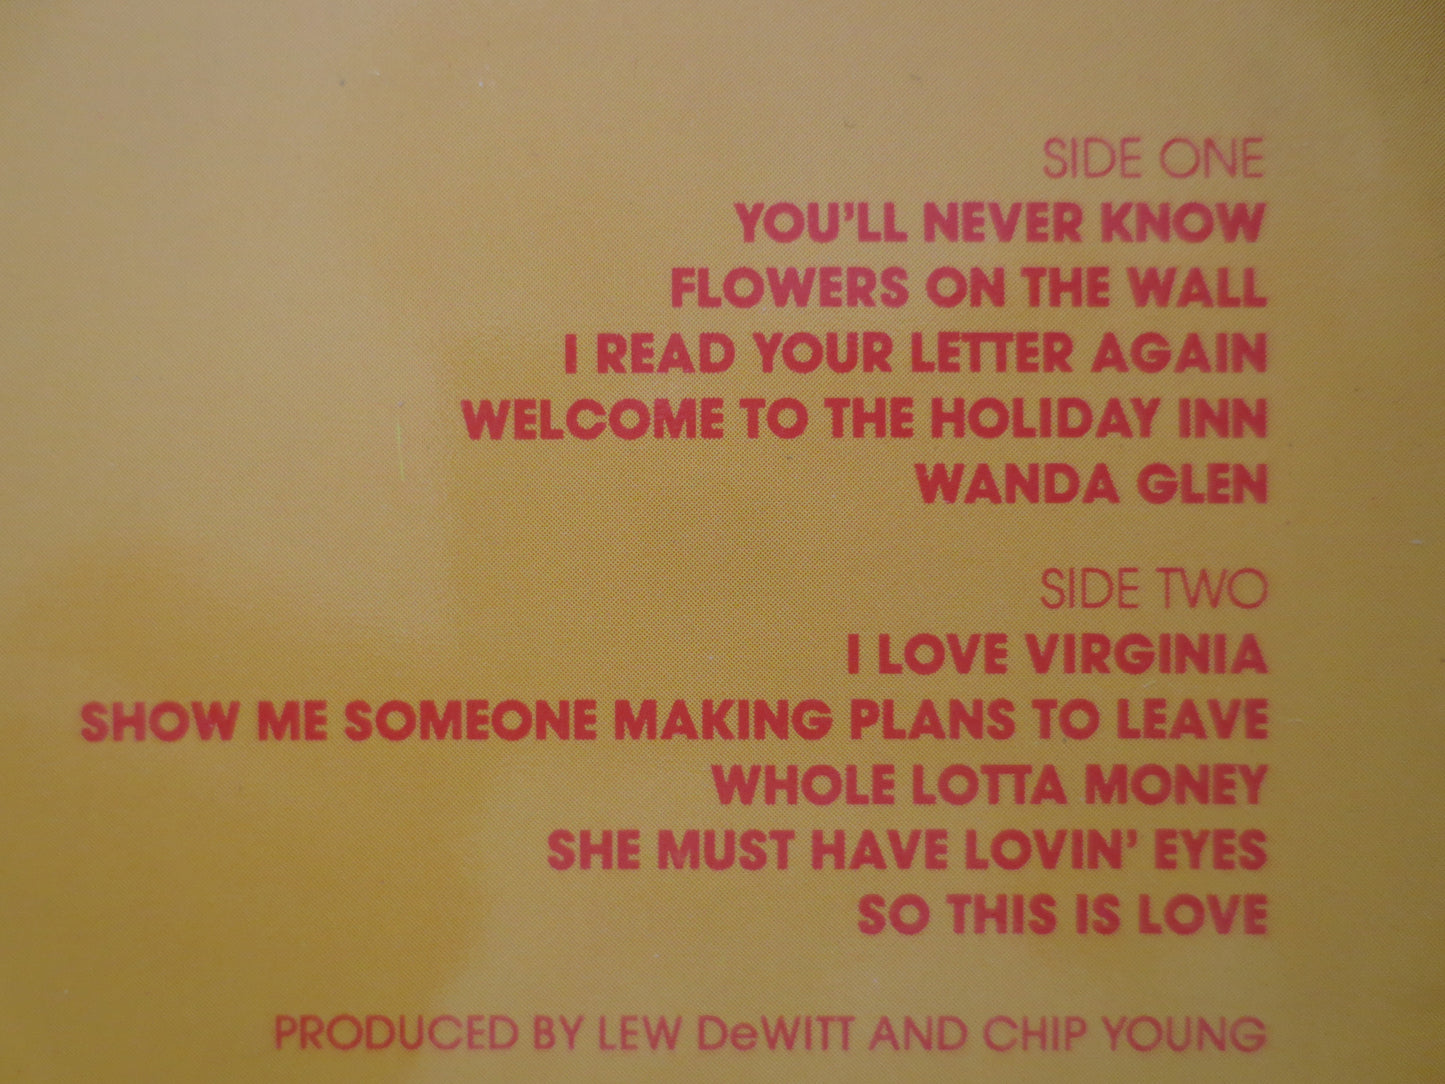 SIDE ONE
YOU'LL NEVER KNOW
FLOWERS ON THE WALL
I READ YOUR LETTER AGAIN
WELCOME TO THE HOLIDAY INN
WANDA GLEN
SIDE TWO
I LOVE VIRGINIA
SHOW ME SOMEONE MAKING PLANS TO LEAVE
WHOLE LOTTA MONEY
SHE MUST HAVE LOVIN' EYES
SO THIS IS LOVE
PRODUCED BY LEW DeWITT AND CHIP YOUNG